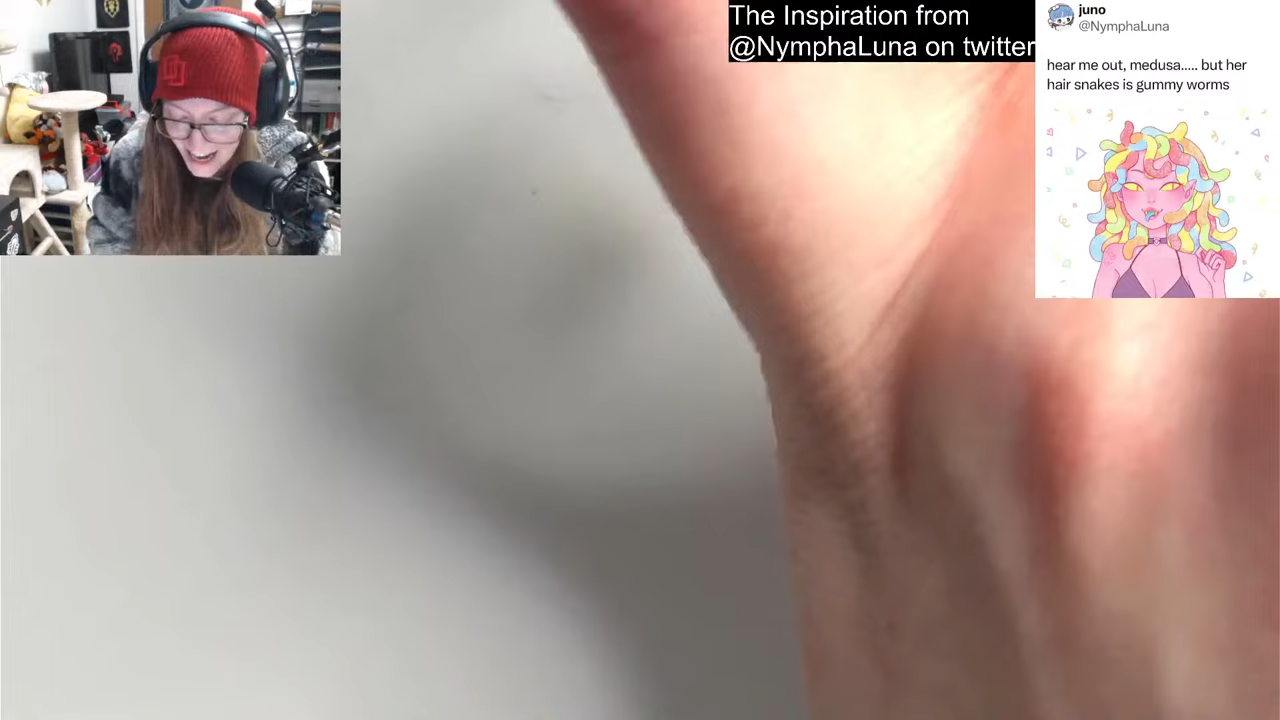 The Inspiration from
@NymphaLuna on twitter
juno
@NymphaLuna
hear me out, medusa..... but her
hair snakes is gummy worms